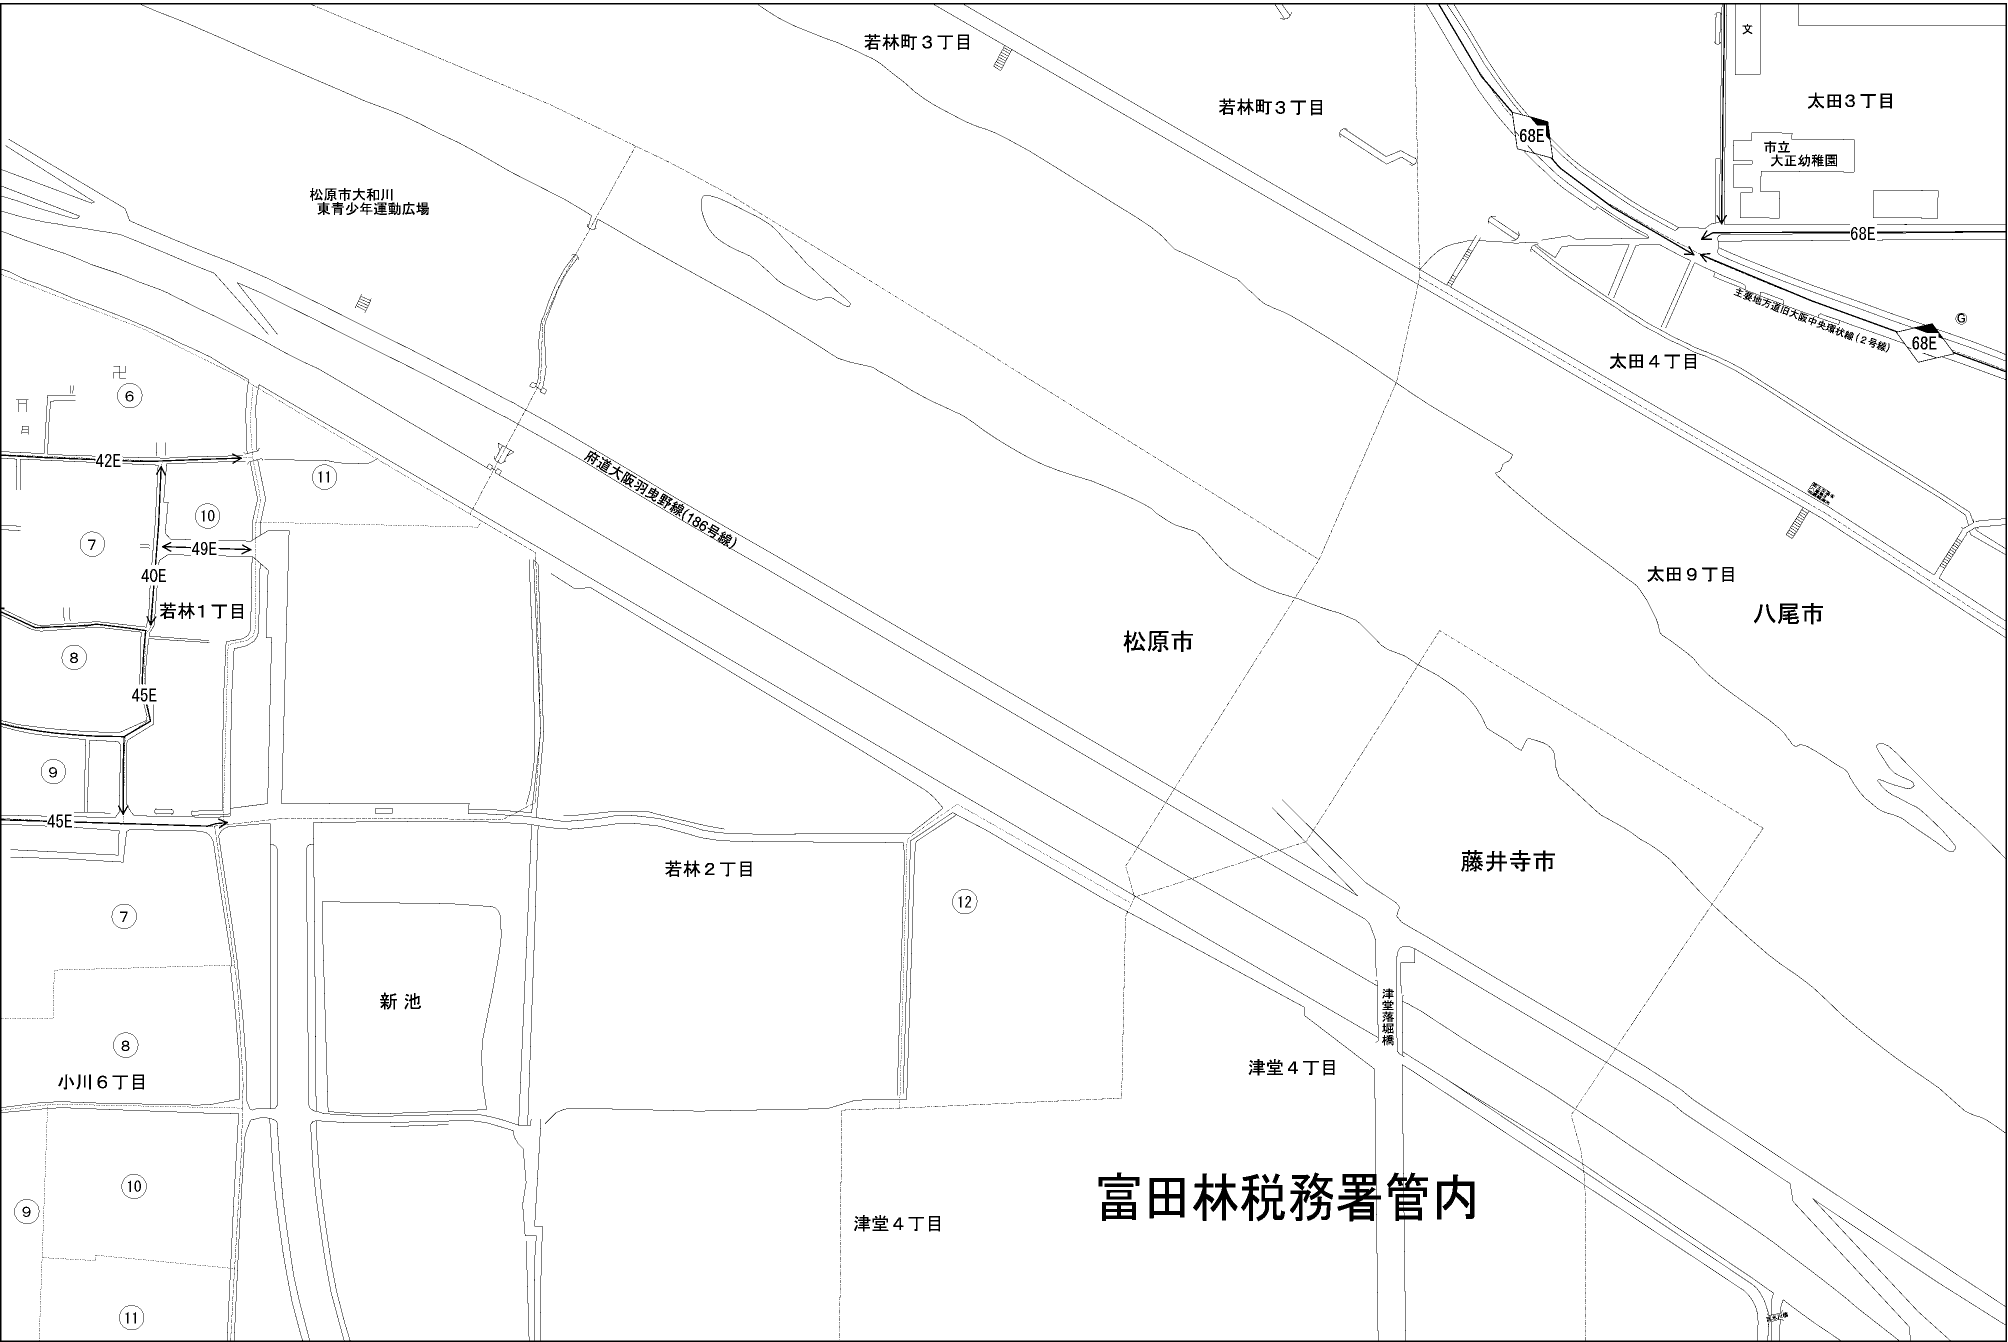 若林町３丁目
若林町３丁目
文
太田３丁目
市立
大正幼稚園
68E
68E
68E
主要地方道旧大阪中央環状線(２号線)
G
太田４丁目
松原市大和川
東青少年運動広場
卍
6
42E
11
10
7
49E
40E
若林１丁目
8
45E
9
45E
府道大阪羽曳野線(186号線)
太田９丁目
八尾市
松原市
藤井寺市
若林２丁目
12
7
新池
8
小川６丁目
津堂落堀橋
津堂４丁目
10
9
津堂４丁目
富田林税務署管内
11